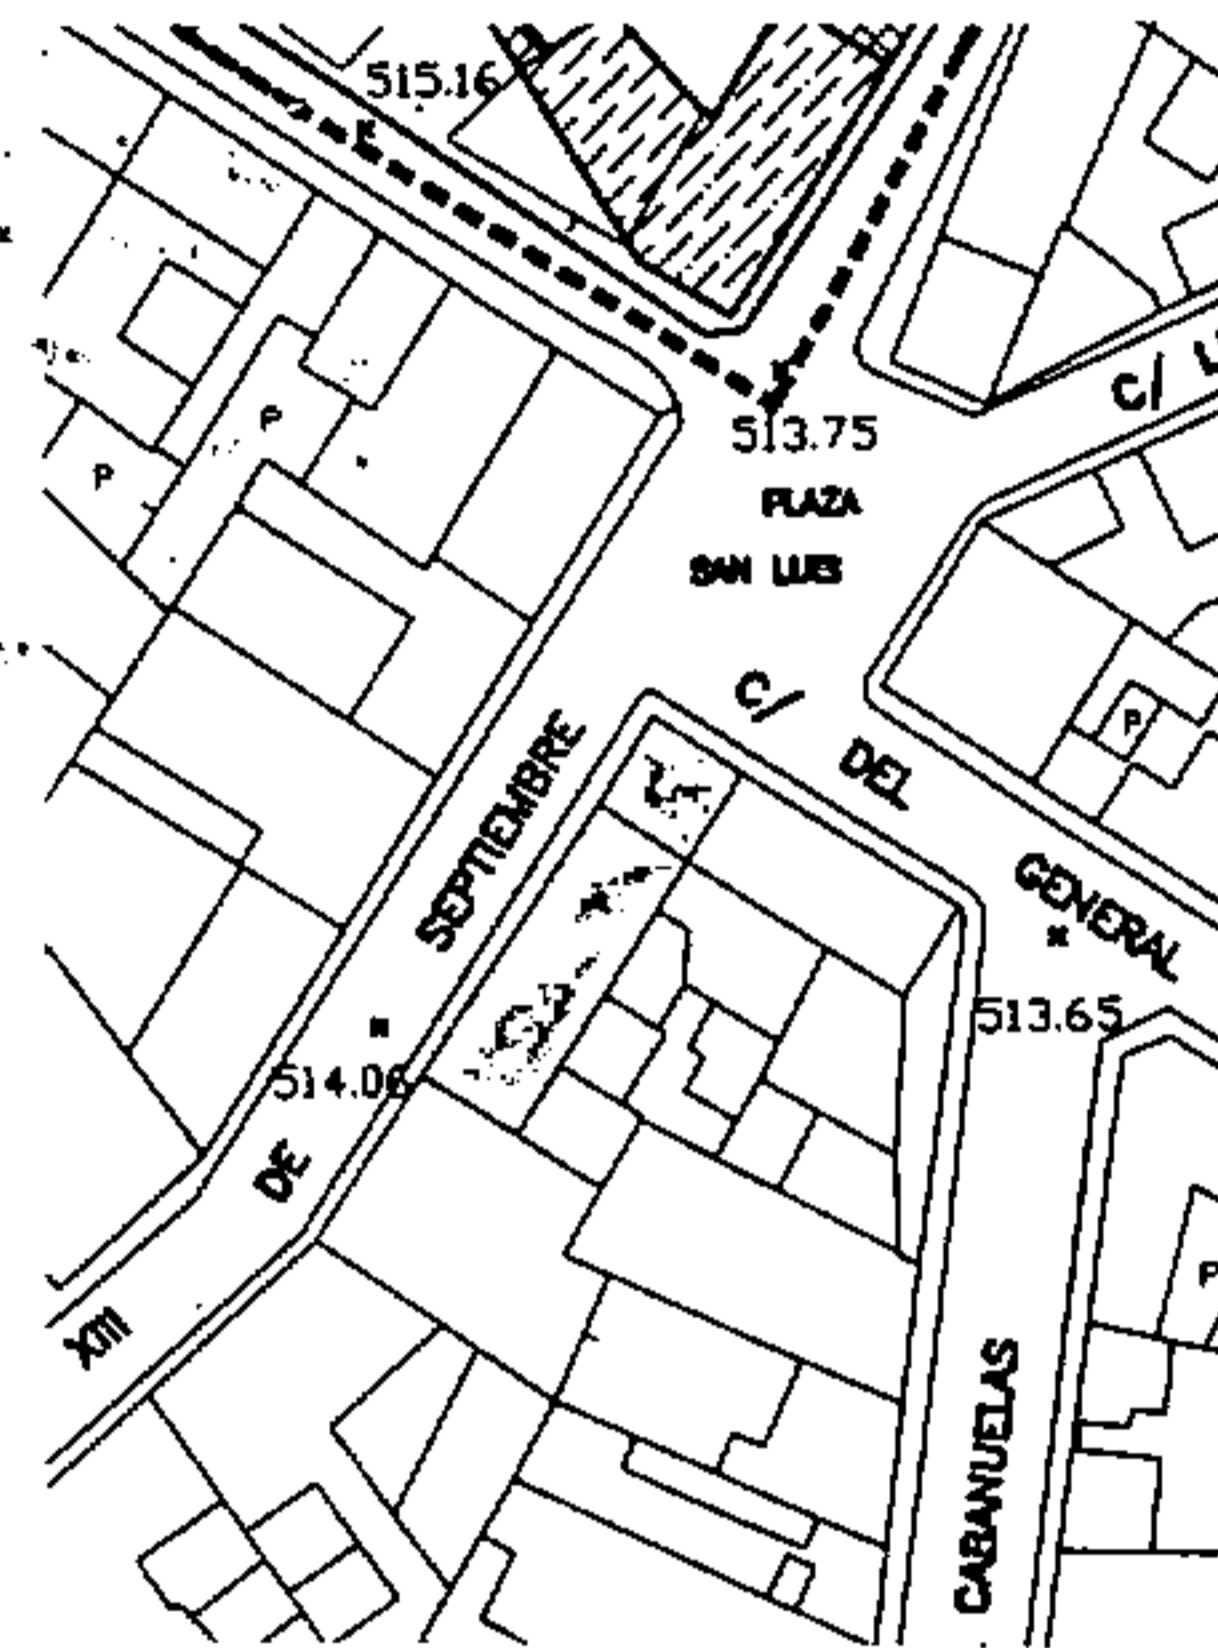 515.16
513.75
C/
P
P
PLAZA
SAN LUIS
C/
DEL
P
GENERAL
SEPTIEMBRE
513.65
514.06
DE
P
XIII
CABANUELAS